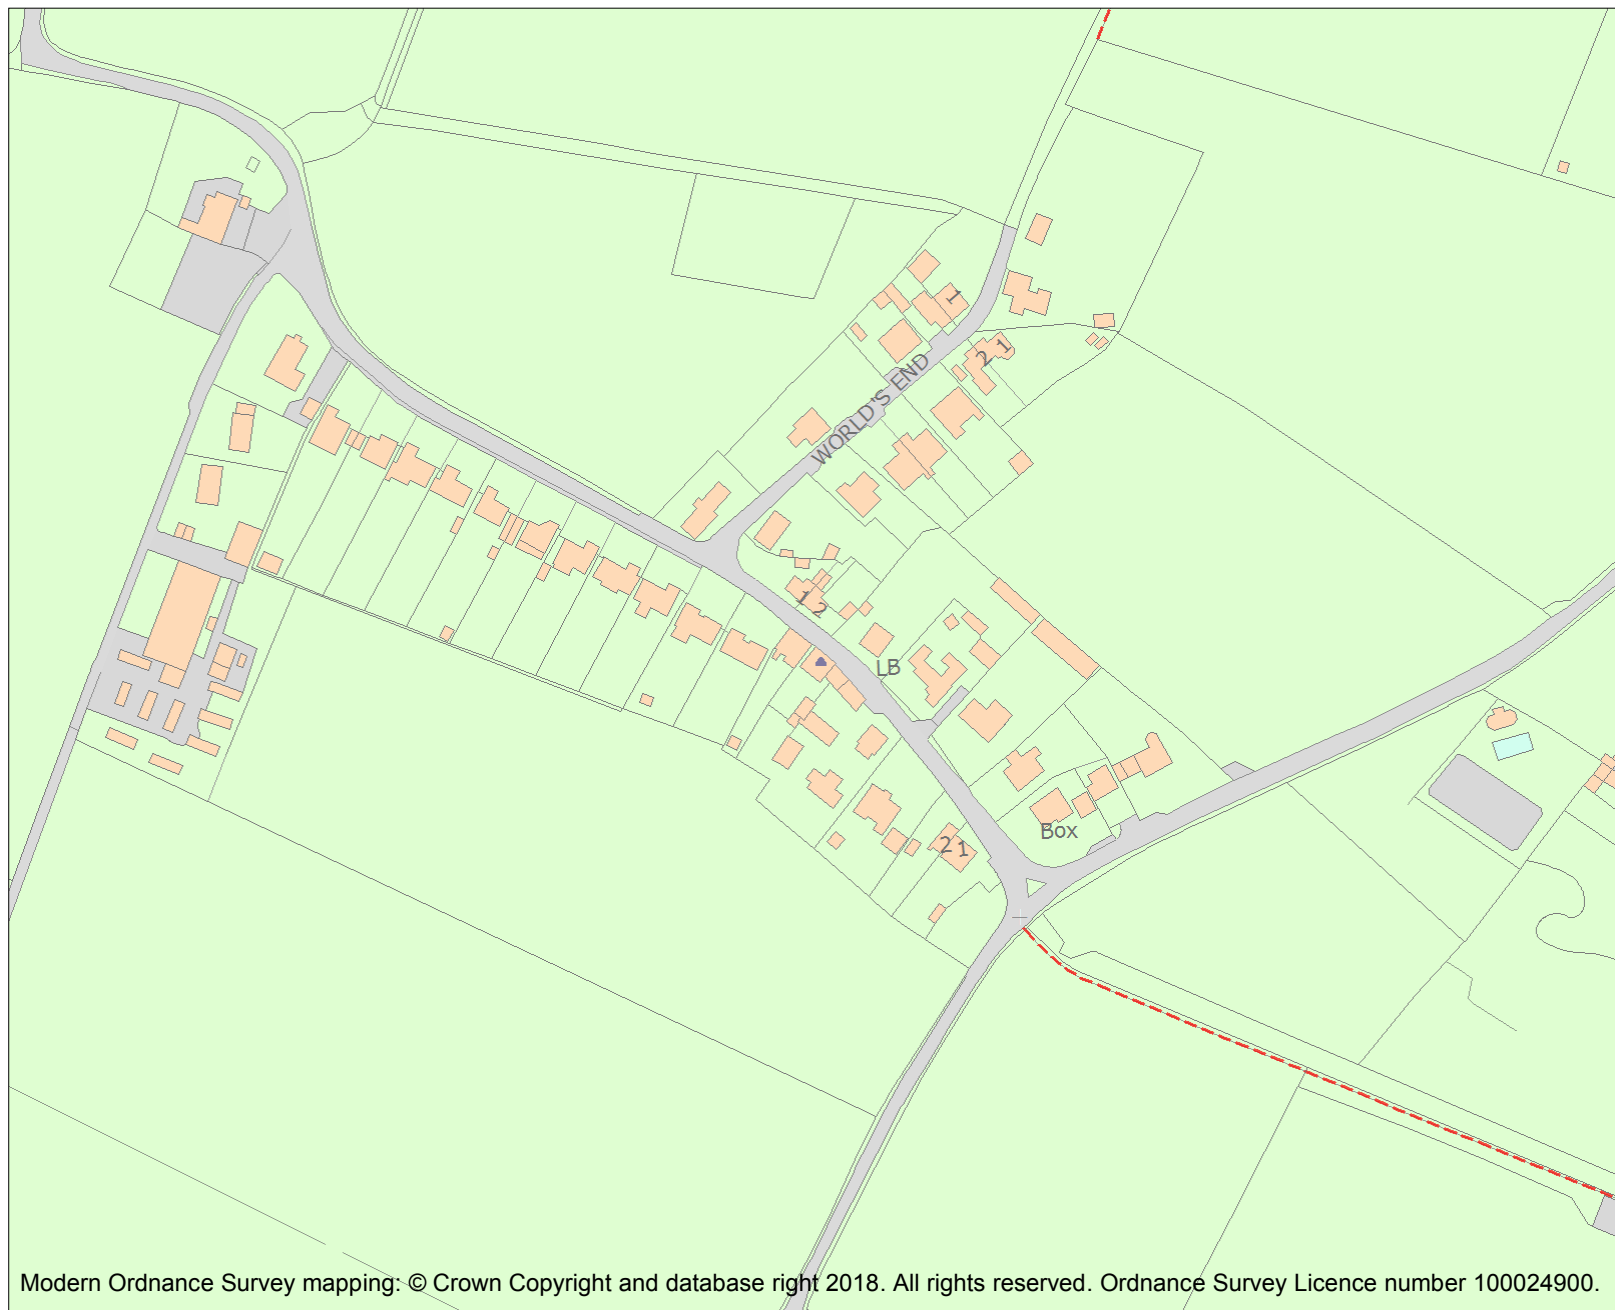 1
2 1
WORLD'S END
1 2
LB
Box
2 1
Modern Ordnance Survey mapping: © Crown Copyright and database right 2018. All rights reserved. Ordnance Survey Licence number 100024900.